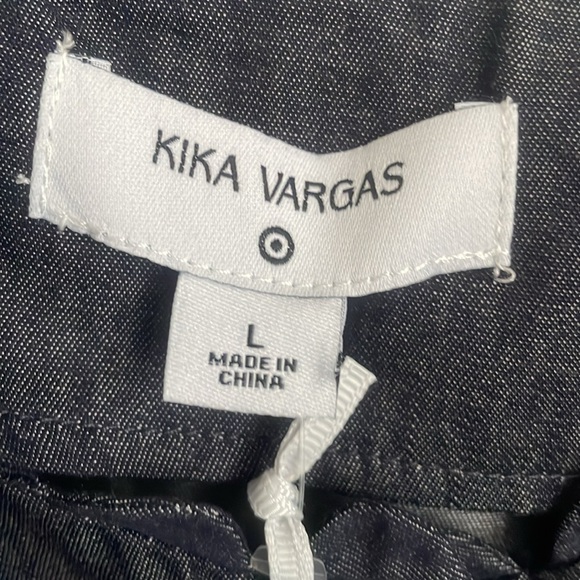 KIKA VARGAS
L
MADE IN
CHINA